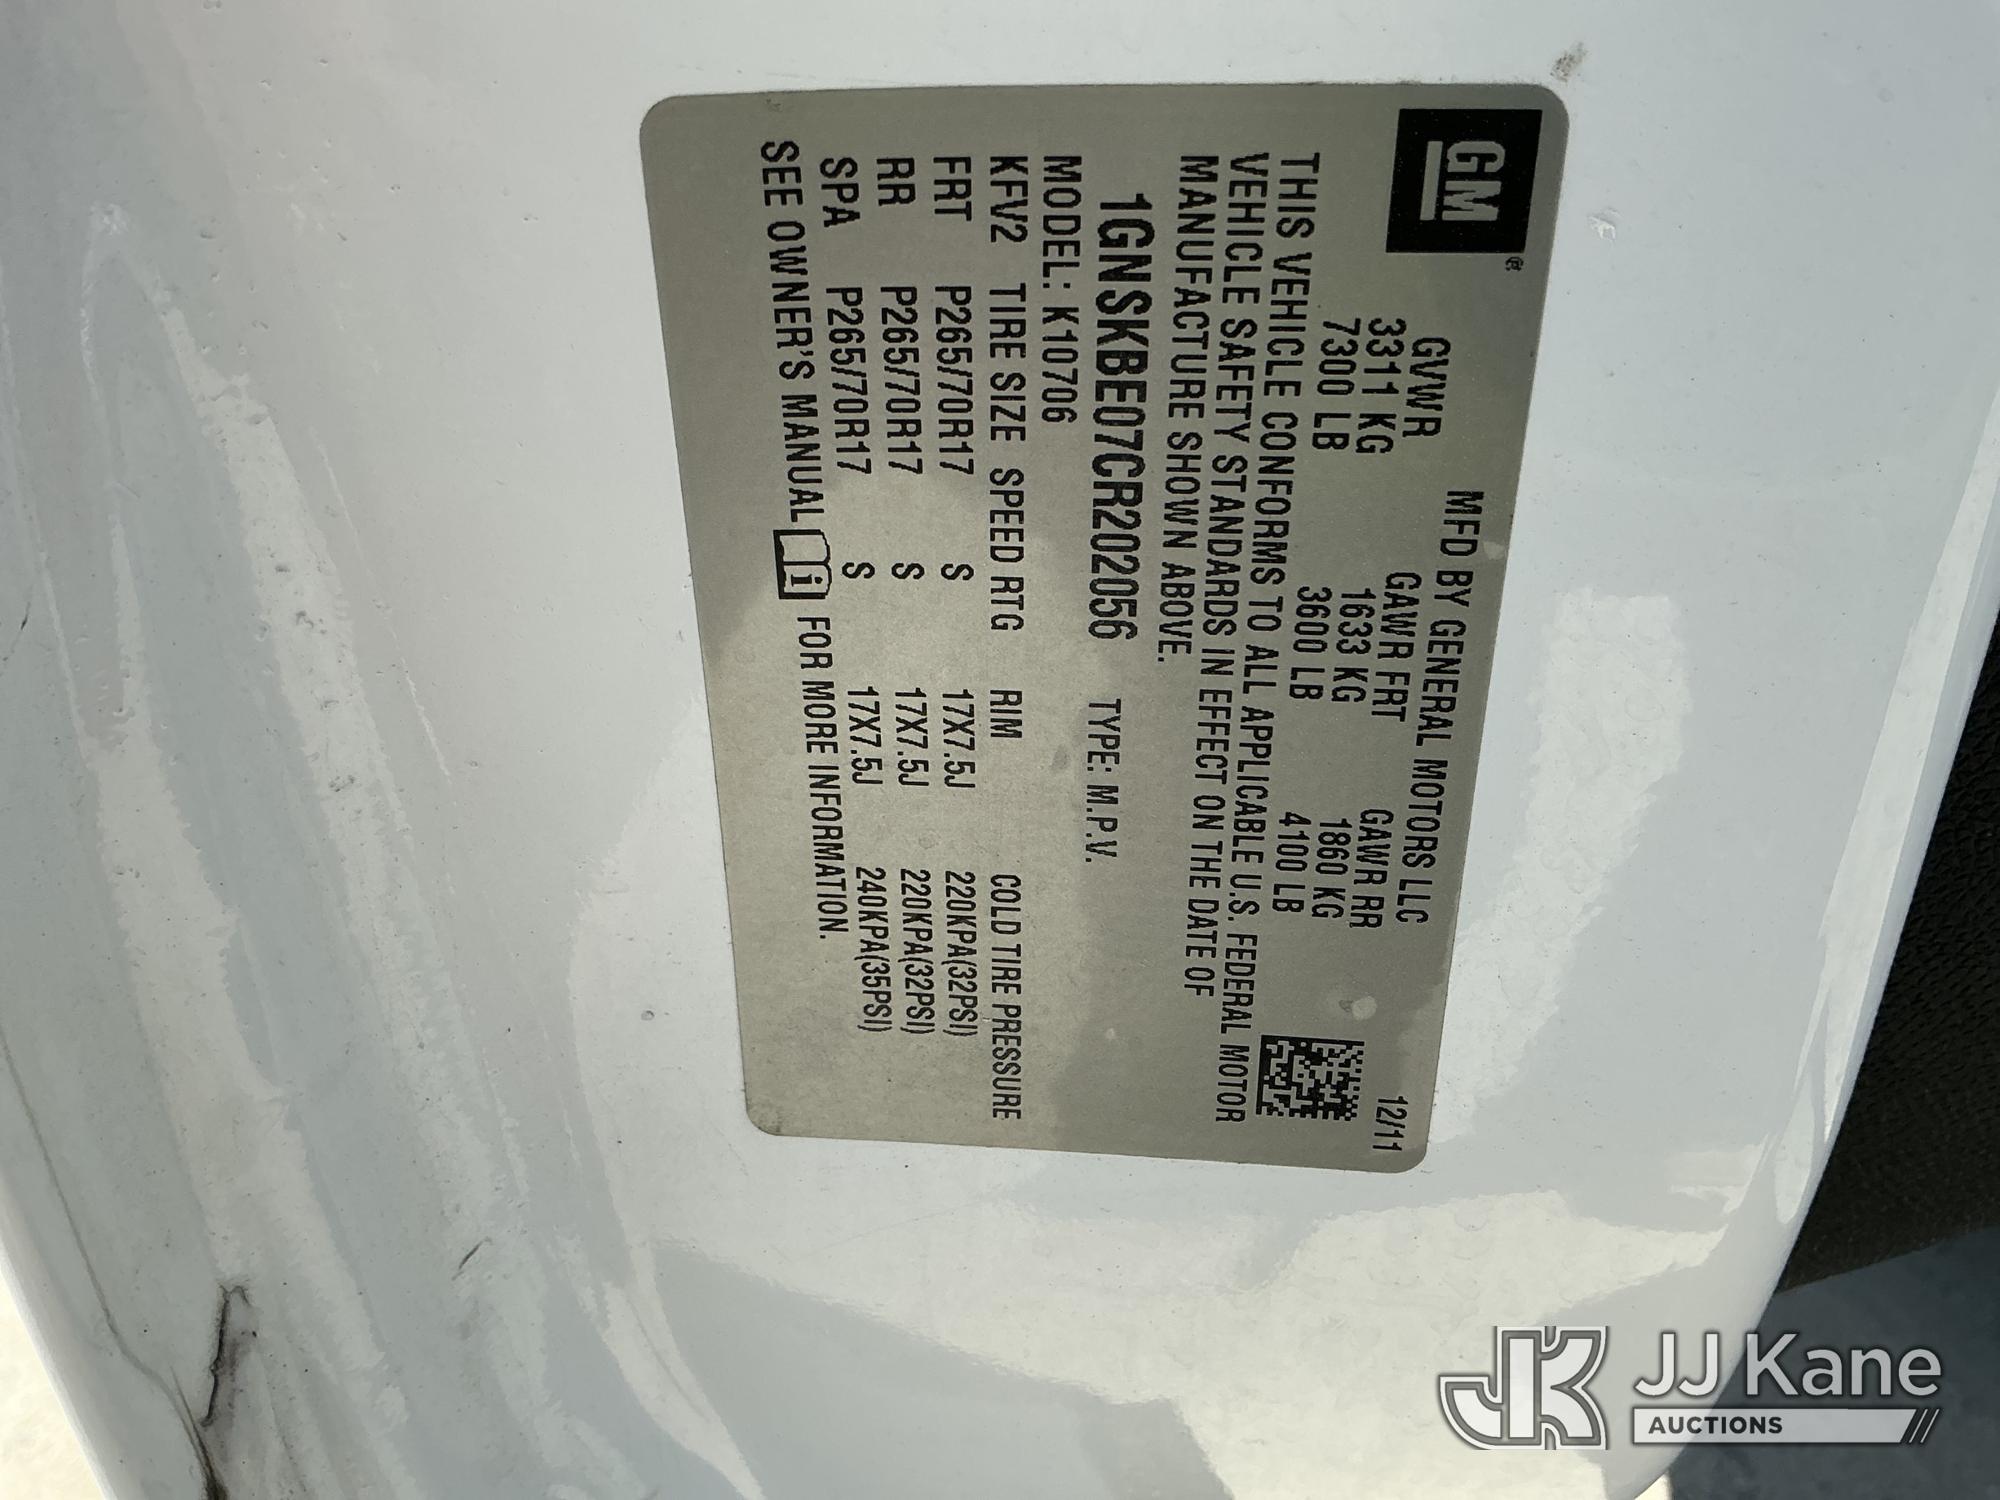 GM®
MFD BY GENERAL MOTORS LLC
12/11
GVWR GAWR FRT GAWR RR
3311 KG 1633 KG 1860 KG
7300 LB 3600 LB 4100 LB
THIS VEHICLE CONFORMS TO ALL APPLICABLE U.S. FEDERAL MOTOR
VEHICLE SAFETY STANDARDS IN EFFECT ON THE DATE OF
MANUFACTURE SHOWN ABOVE.
1GNSKBE07CR202056 TYPE: M.P.V.
MODEL: K10706
KFV2 TIRE SIZE SPEED RTG RIM COLD TIRE PRESSURE
FRT P265/70R17 S 17X7.5J 220KPA(32PSI)
RR P265/70R17 S 17X7.5J 220KPA(32PSI)
SPA P265/70R17 S 17X7.5J 240KPA(35PSI)
SEE OWNER'S MANUAL i FOR MORE INFORMATION.
JK JJ Kane
AUCTIONS